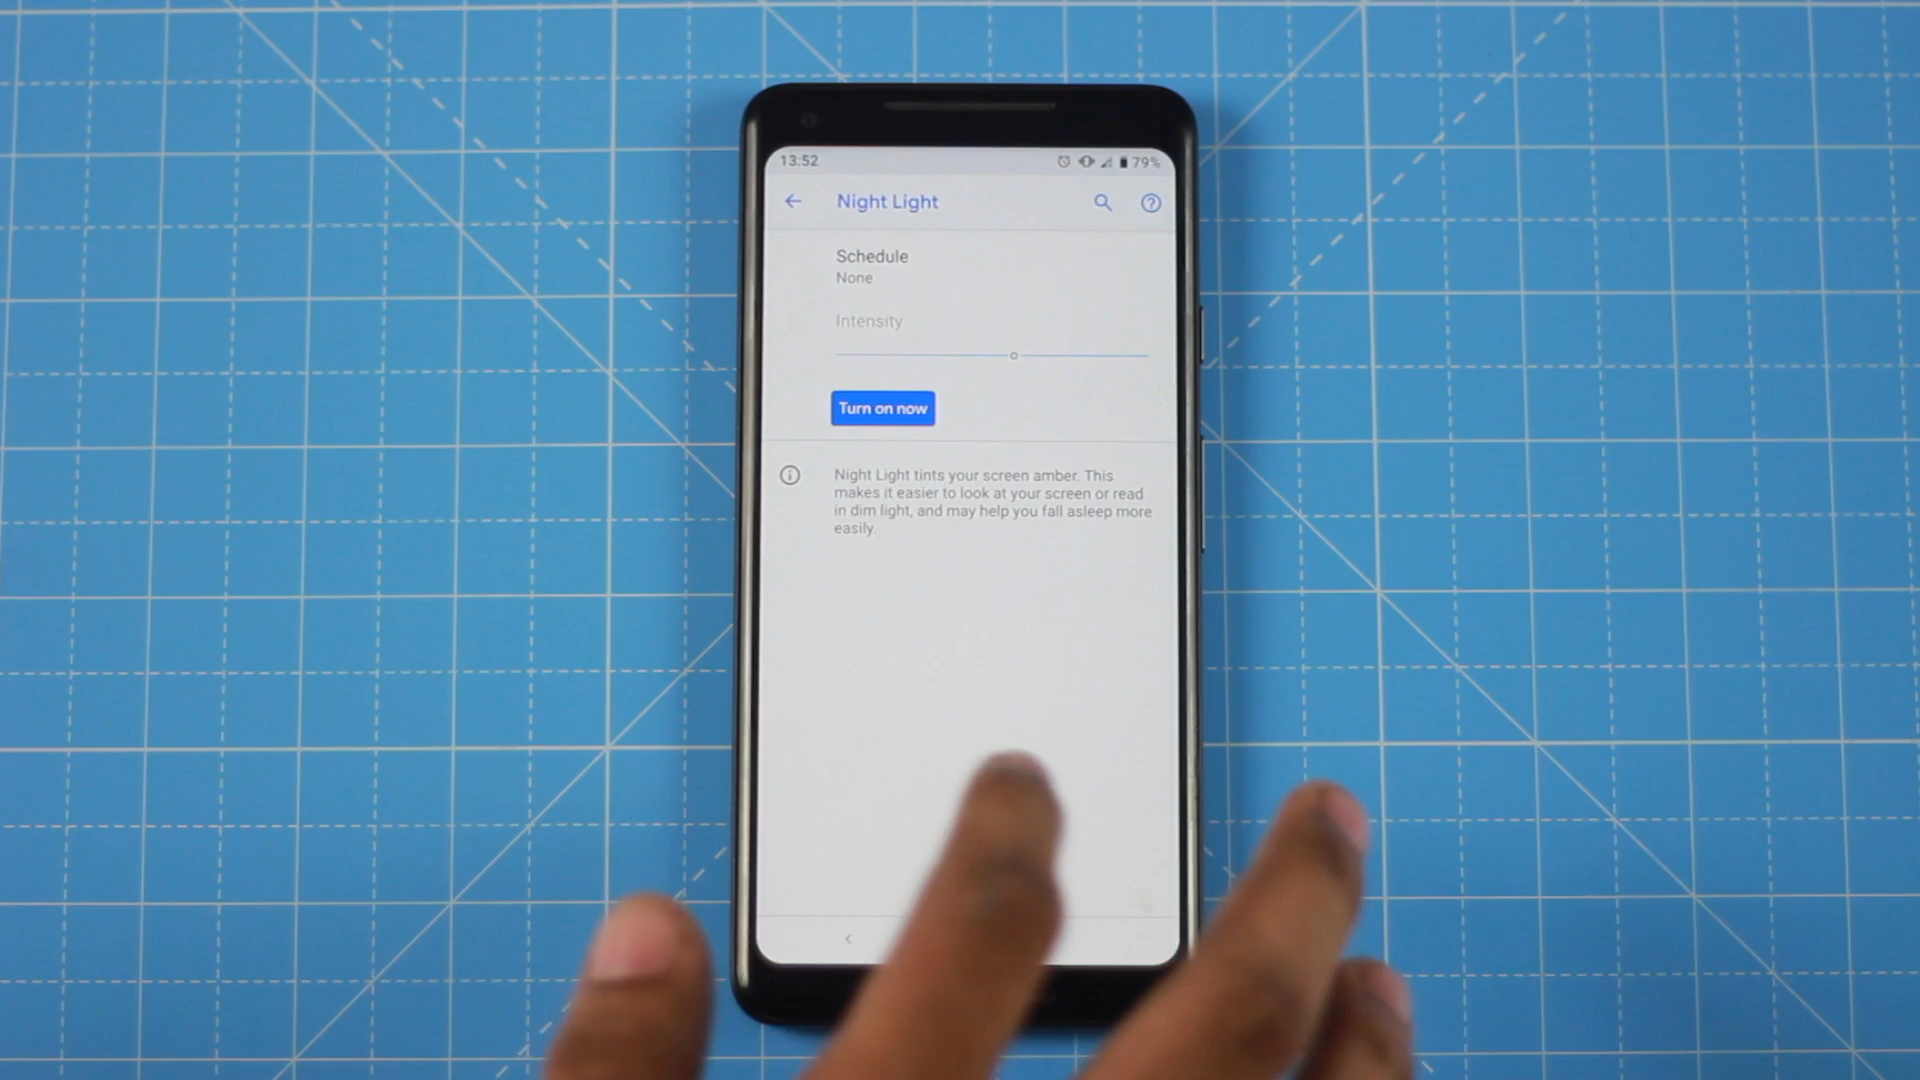 13:52
79%
Night Light
Schedule
None
Intensity
Turn on now
Night Light tints your screen amber. This
makes it easier to look at your screen or read
in dim light, and may help you fall asleep more
easily.